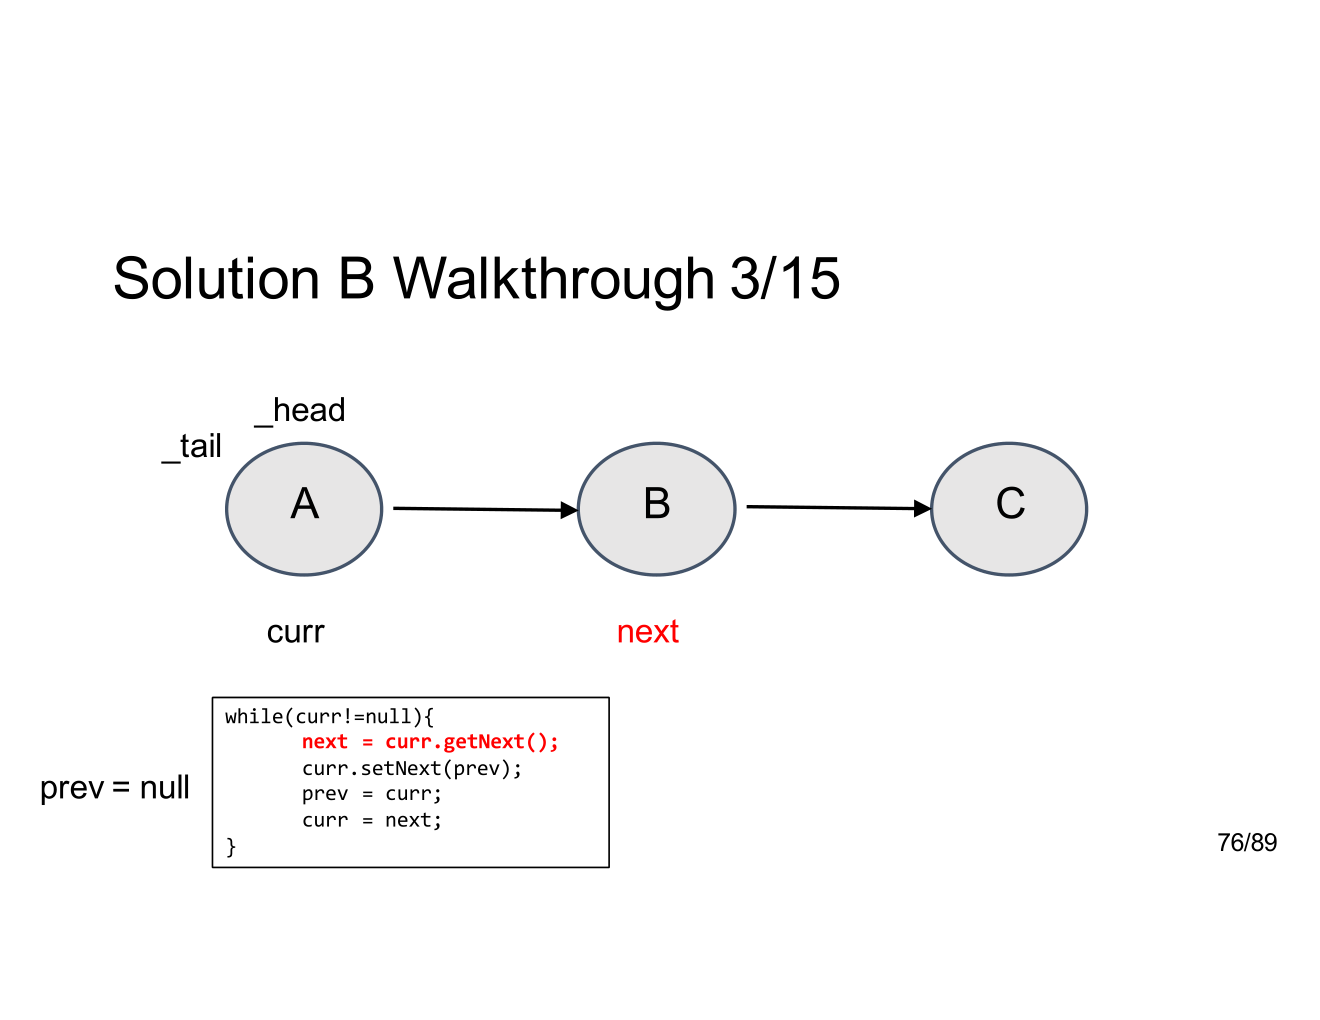 Solution B Walkthrough 3/15
_head
_tail
A
B
C
curr
next
while(curr!=null){
next = curr.getNext();
curr.setNext(prev);
prev = curr;
curr = next;
}
prev = null
76/89